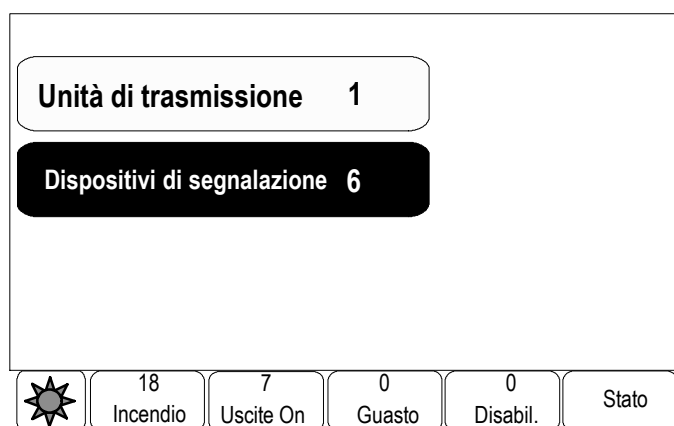 Unità di trasmissione 1
Dispositivi di segnalazione 6
18 7 0 0
Incendio Uscite On Guasto Disabil. Stato